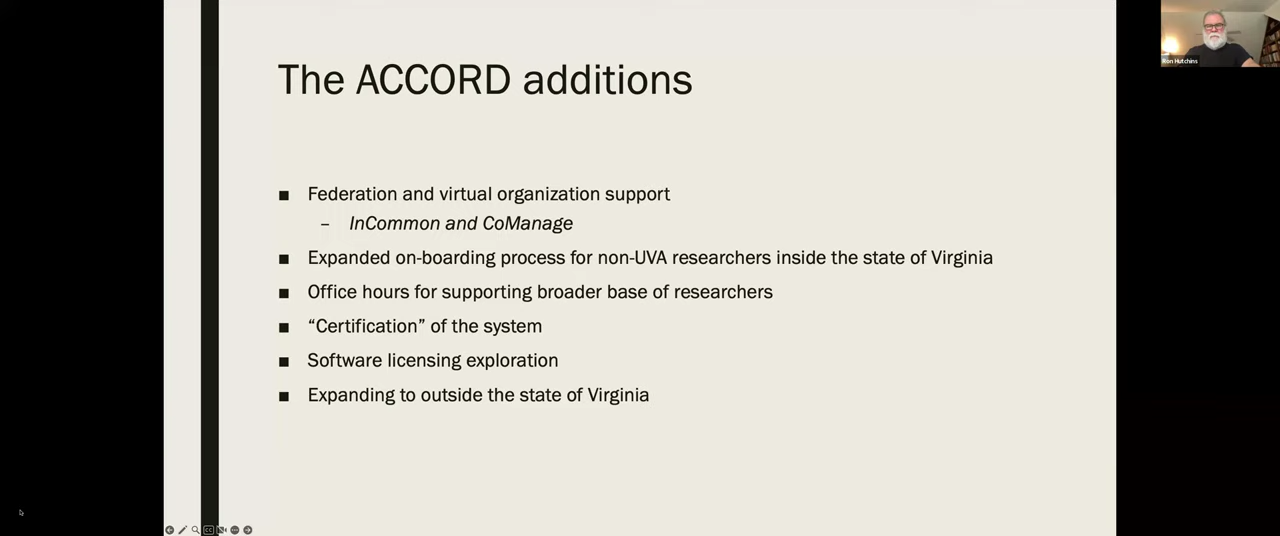 The ACCORD additions
■ Federation and virtual organization support
– InCommon and CoManage
■ Expanded on-boarding process for non-UVA researchers inside the state of Virginia
■ Office hours for supporting broader base of researchers
■ “Certification” of the system
■ Software licensing exploration
■ Expanding to outside the state of Virginia
Ron Hutchins